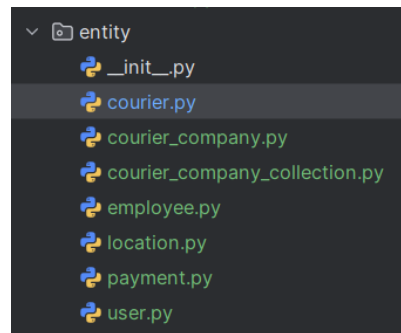 entity
__init__.py
courier.py
courier_company.py
courier_company_collection.py
employee.py
location.py
payment.py
user.py